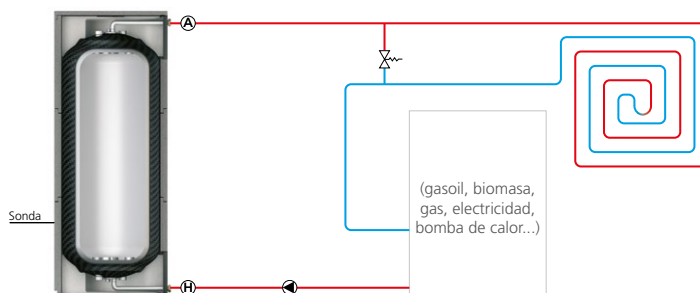 A
(gasoil, biomasa,
gas, electricidad,
bomba de calor...)
Sonda
H